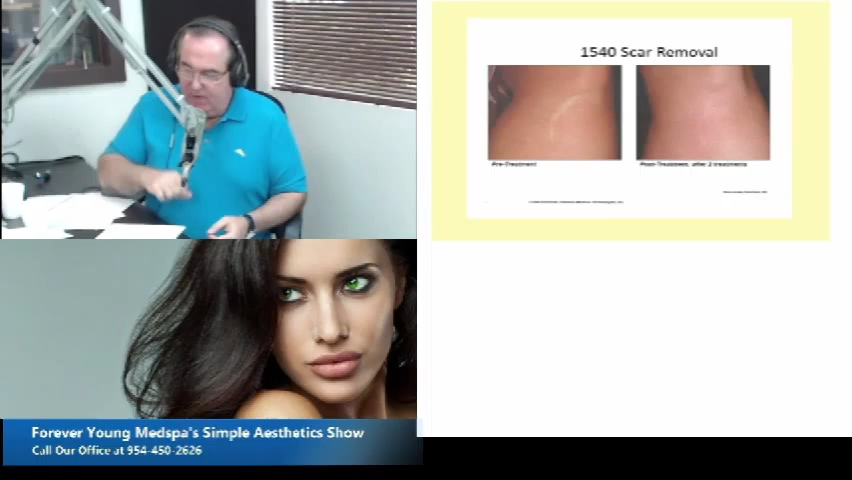 1540 Scar Removal
Pre-Treatment
Post-Treatment, after 2 treatments
Forever Young Medspa's Simple Aesthetics Show
Call Our Office at 954-450-2626